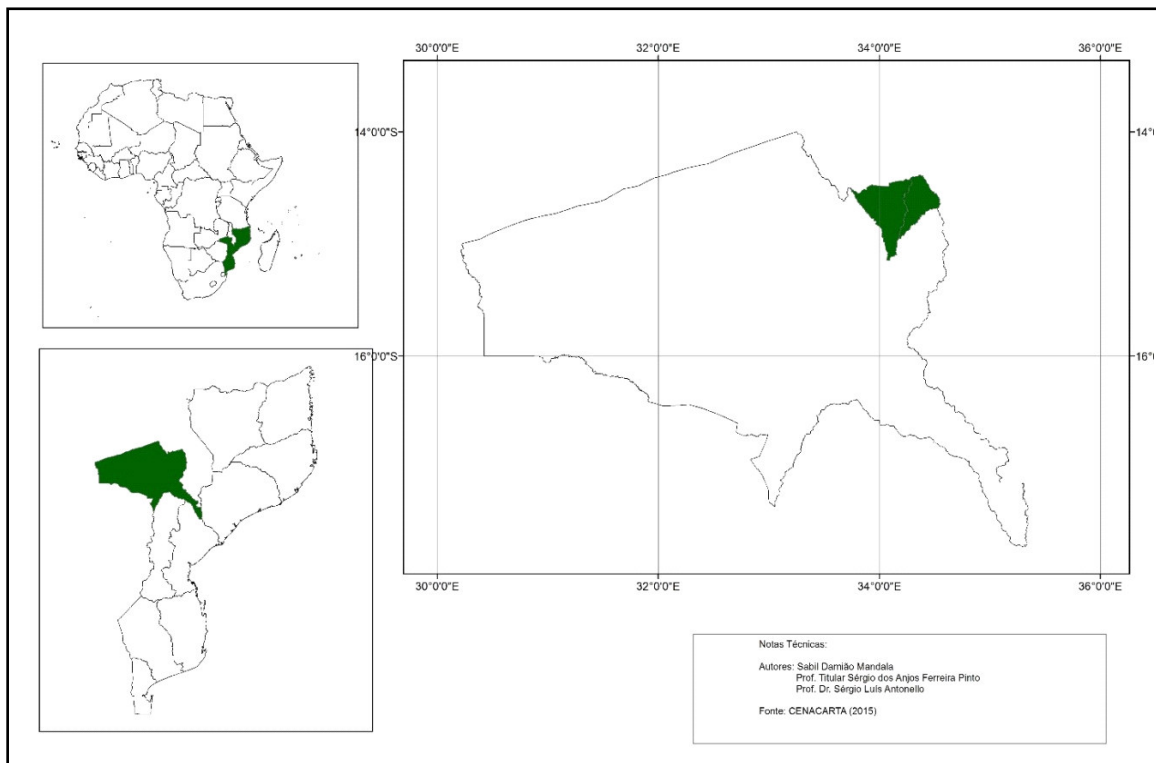 30°0'0"E 32°0'0"E 34°0'0"E 36°0'0"E
14°0'0"S 14°
16°0'0"S 16°
30°0'0"E 32°0'0"E 34°0'0"E 36°0'0"E
Notas Técnicas:
Autores: Sabil Damião Mandala
Prof. Titular Sérgio dos Anjos Ferreira Pinto
Prof. Dr. Sérgio Luís Antonello
Fonte: CENACARTA (2015)